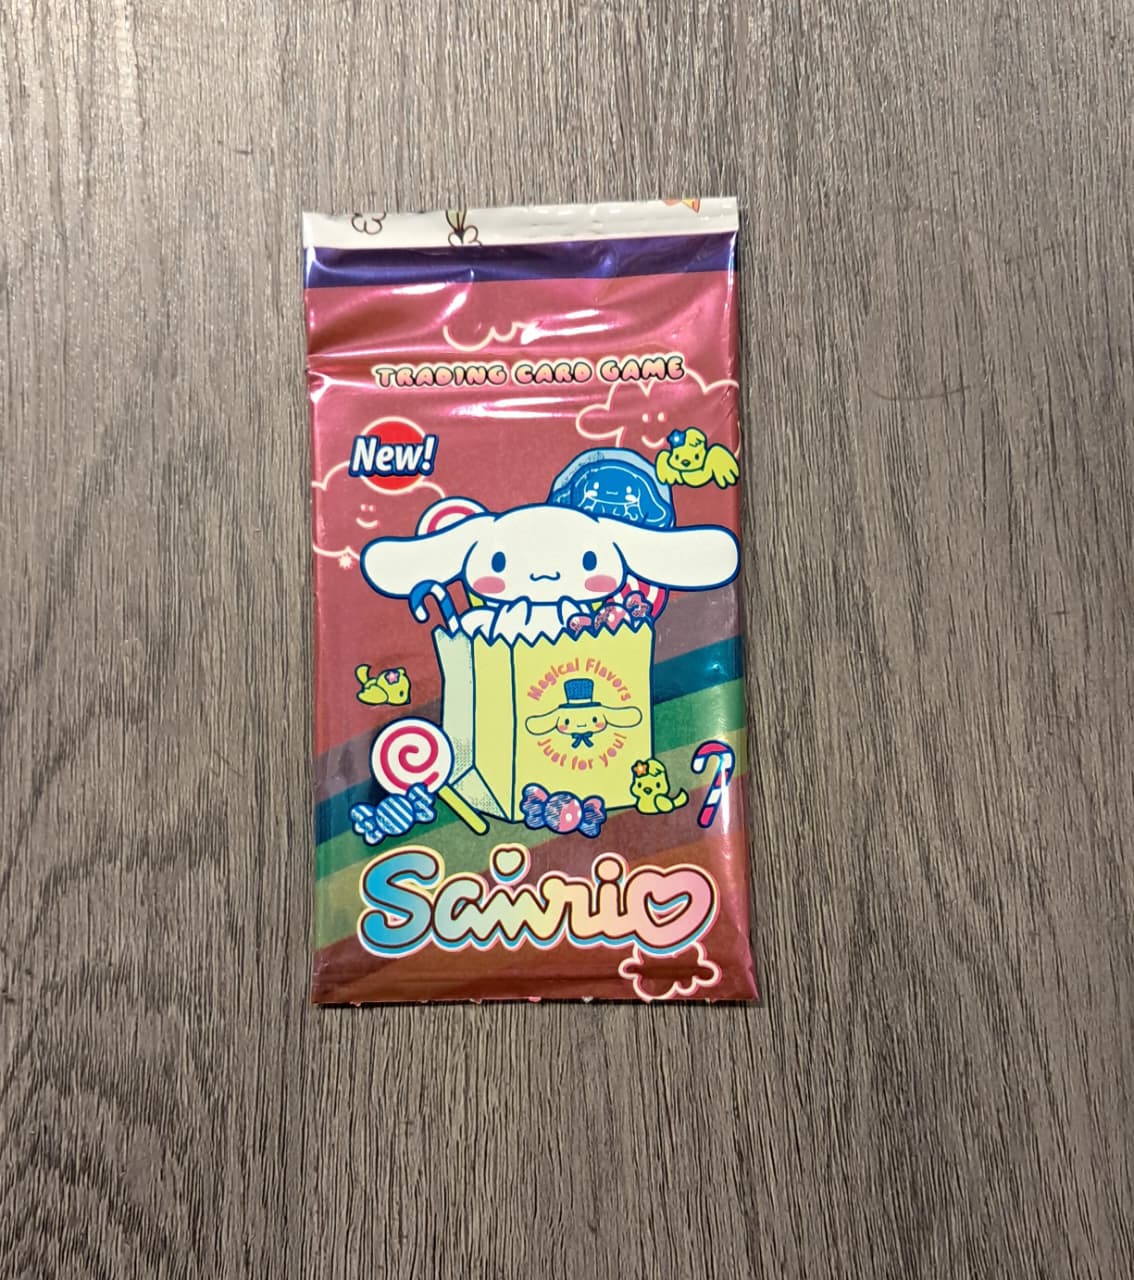 TRADING CARD GAME
New!
Magical Flavors
Just for you!
Sanrio